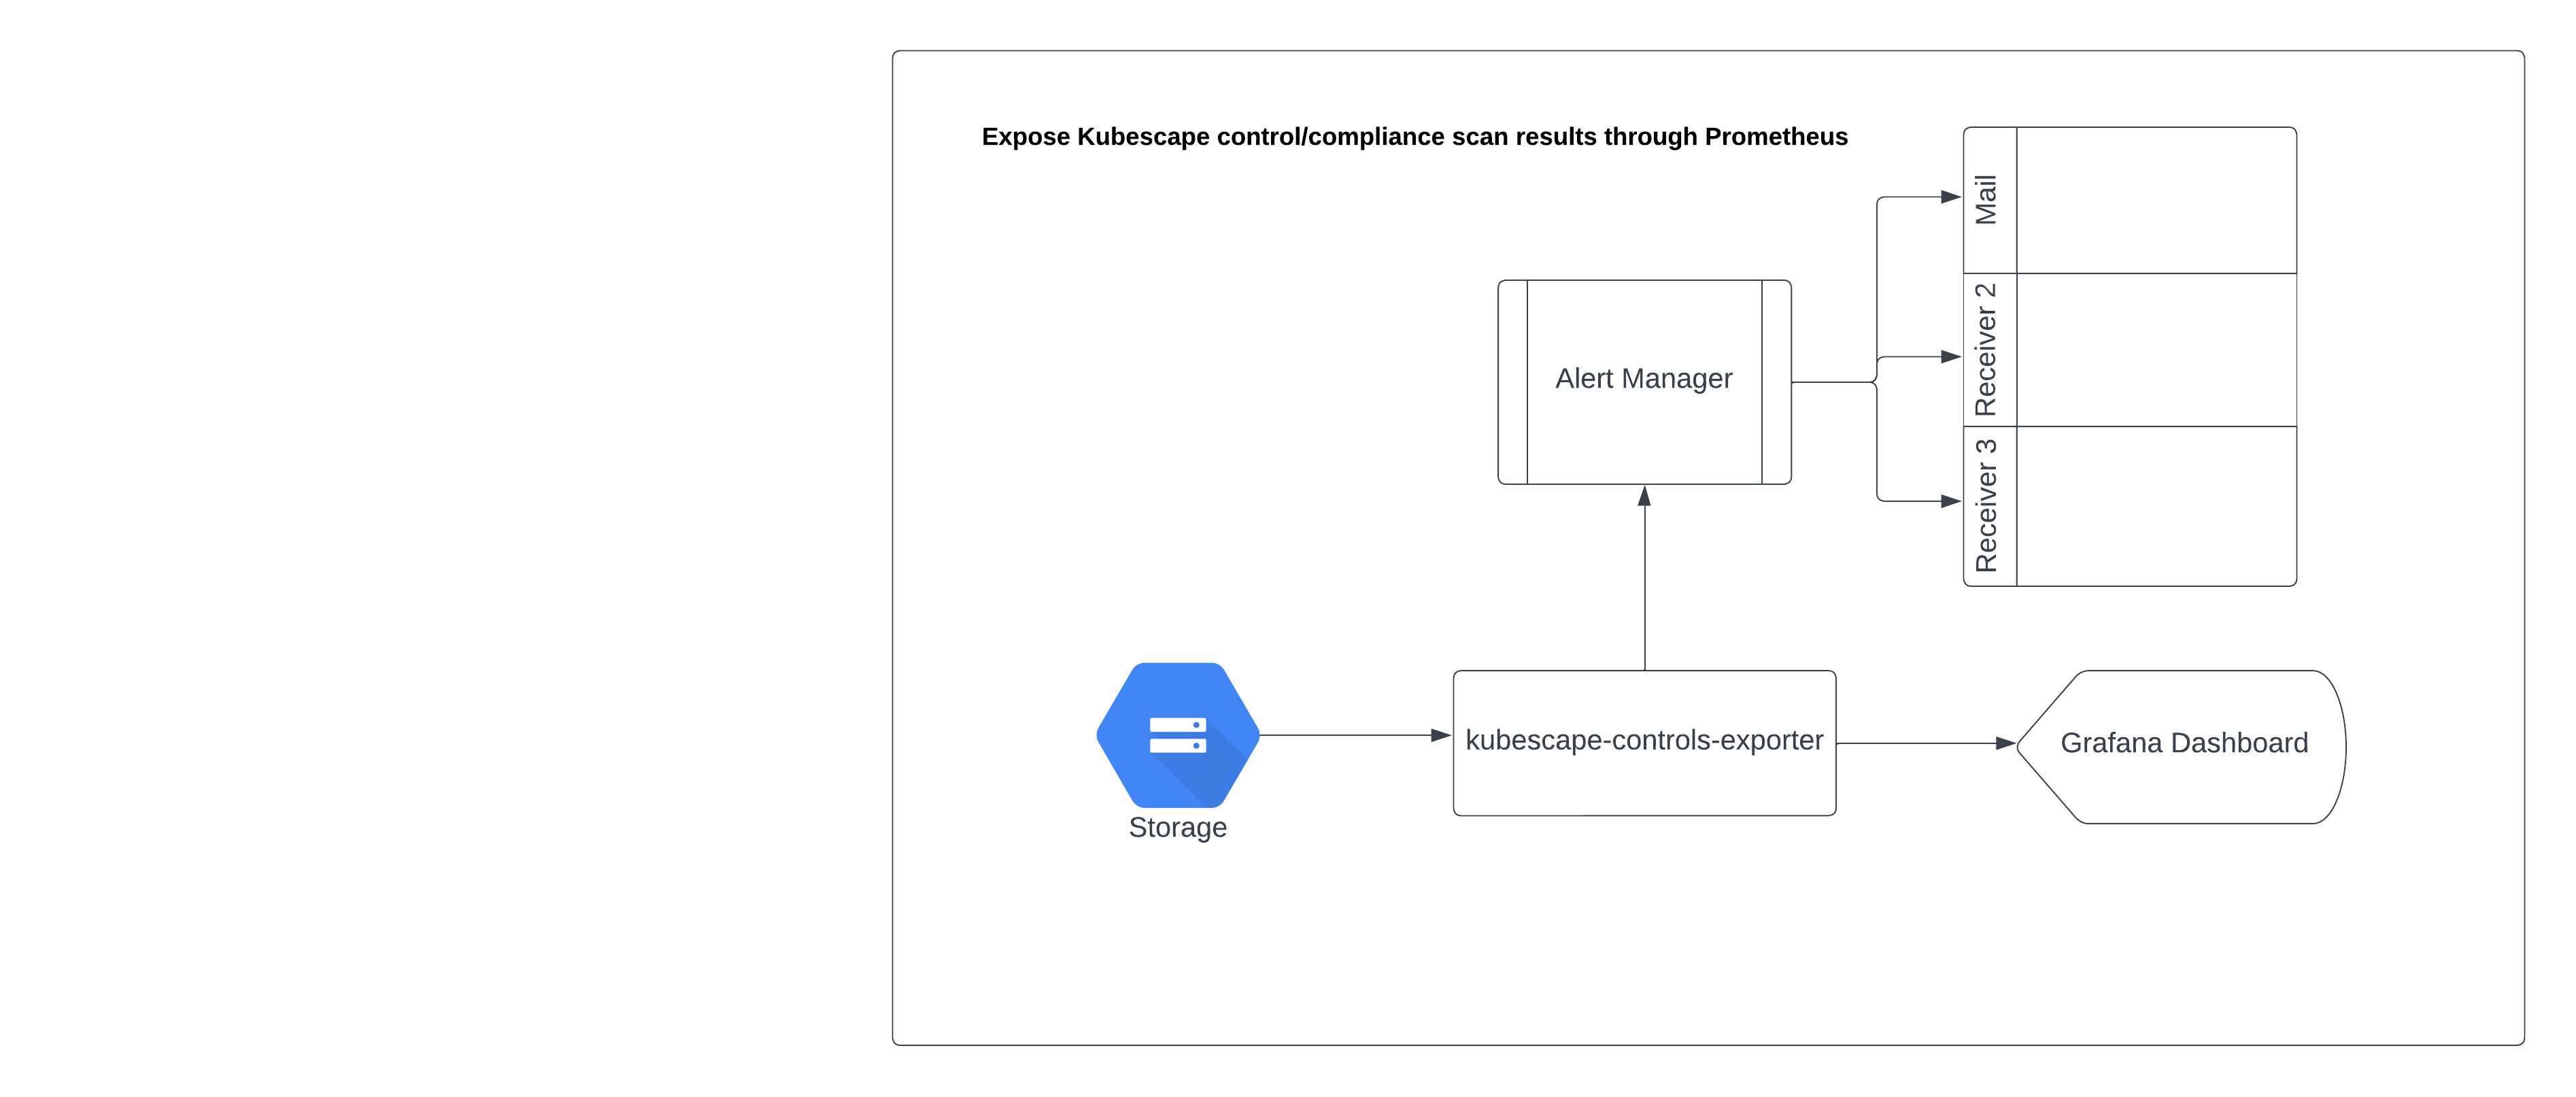 Expose Kubescape control/compliance scan results through Prometheus
Mail
Receiver 2
Receiver 3
Alert Manager
Storage
kubescape-controls-exporter
Grafana Dashboard